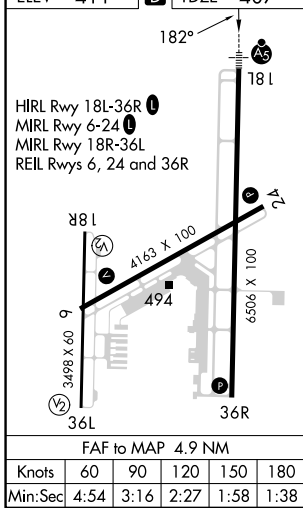 ELEV 411 D TDZE 407
182°
A5
18L
HIRL Rwy 18L-36R L
MIRL Rwy 6-24 L
MIRL Rwy 18R-36L
REIL Rwys 6, 24 and 36R
P
24
18R
V2
V
4163 X 100
6506 X 100
6
494
3498 X 60
P
V2
36L
36R
FAF to MAP 4.9 NM
Knots 60 90 120 150 180
Min:Sec 4:54 3:16 2:27 1:58 1:38